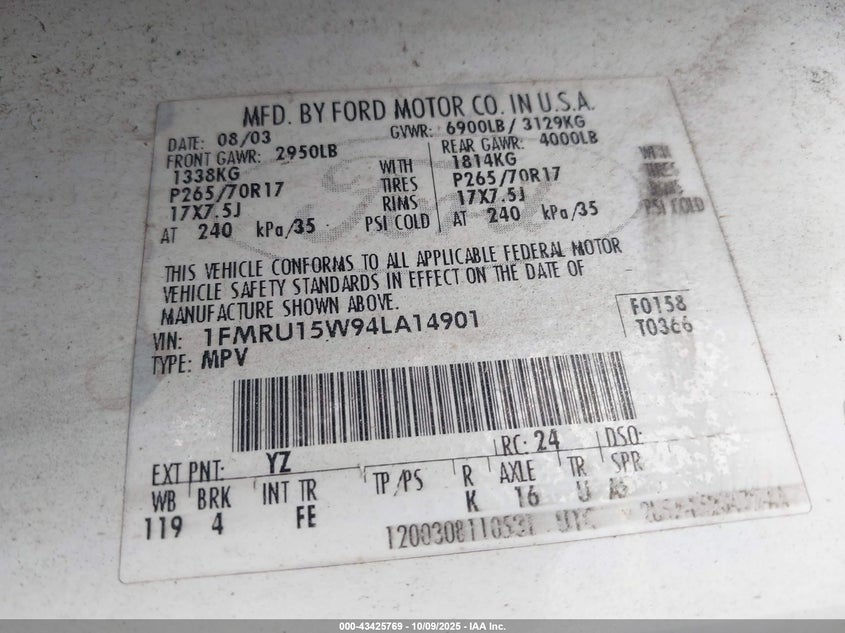 MFD. BY FORD MOTOR CO. IN U.S.A.
DATE: 08/03 GVWR: 6900LB / 3129KG
FRONT GAWR: 2950LB REAR GAWR: 4000LB
1338KG WITH 1814KG WITH
P265/70R17 TIRES P265/70R17 TIRES
17X7.5J RIMS 17X7.5J RIMS
AT 240 kPa/35 PSI COLD AT 240 kPa/35 PSI COLD
Ford
THIS VEHICLE CONFORMS TO ALL APPLICABLE FEDERAL MOTOR
VEHICLE SAFETY STANDARDS IN EFFECT ON THE DATE OF
MANUFACTURE SHOWN ABOVE.
VIN: 1FMRU15W94LA14901 F0158
TYPE: MPV T0366
EXT PNT: YZ RC: 24 DSO:
WB BRK INT TR TP/PS R AXLE TR SPR
119 4 FE K 16 U
1200308110531
000-43425769 | 10/09/2025 | IAA Inc.